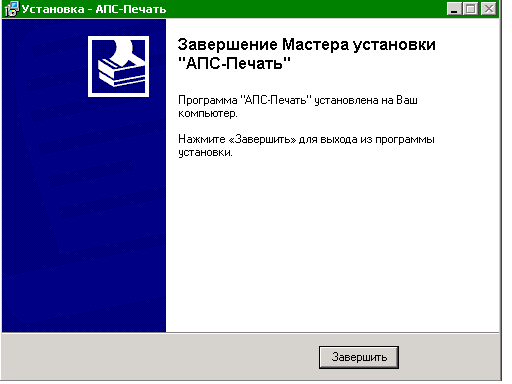 Установка - АПС-Печать
Завершение Мастера установки
"АПС-Печать"
Программа "АПС-Печать" установлена на Ваш
компьютер.
Нажмите «Завершить» для выхода из программы
установки.
Завершить